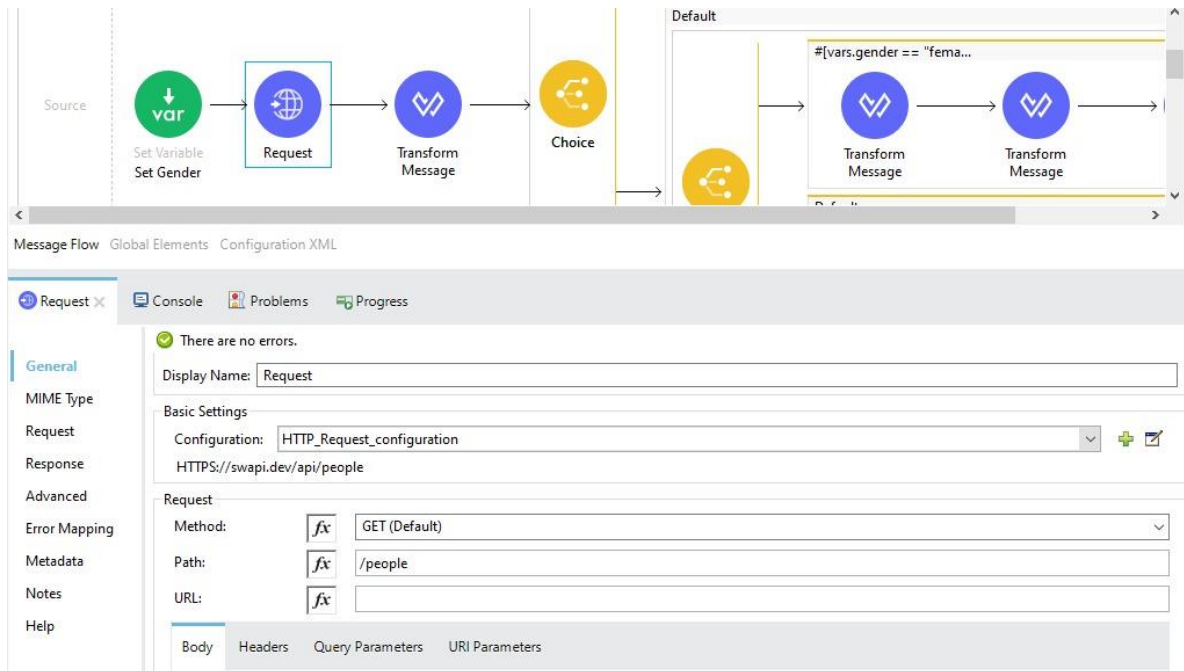 Default
#[vars.gender == "fema...
Source
var
Set Variable
Set Gender
Request
Transform
Message
Choice
Transform
Message
Transform
Message
Message Flow Global Elements Configuration XML
Request Console Problems Progress
There are no errors.
General
Display Name: Request
MIME Type
Basic Settings
Request
Configuration: HTTP_Request_configuration
Response
HTTPS://swapi.dev/api/people
Advanced
Request
Error Mapping
Method: fx GET (Default)
Metadata
Path: fx /people
Notes
URL: fx
Help
Body Headers Query Parameters URI Parameters